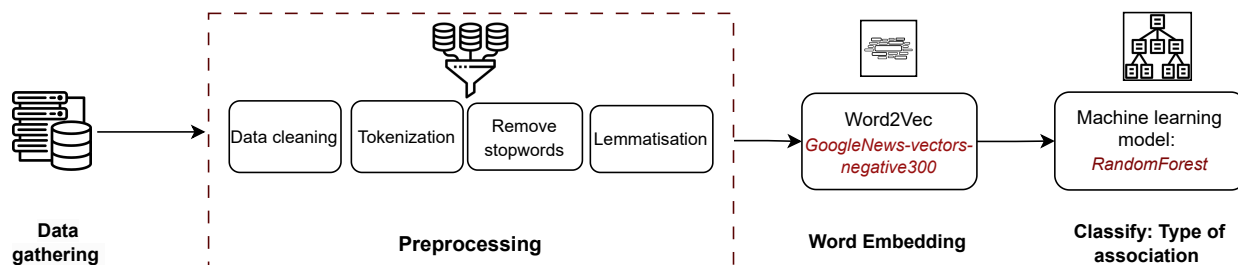 Data cleaning
Tokenization
Remove
stopwords
Lemmatisation
Word2Vec
GoogleNews-vectors-
negative300
Machine learning
model:
RandomForest
Data
gathering
Preprocessing
Word Embedding
Classify: Type of
association